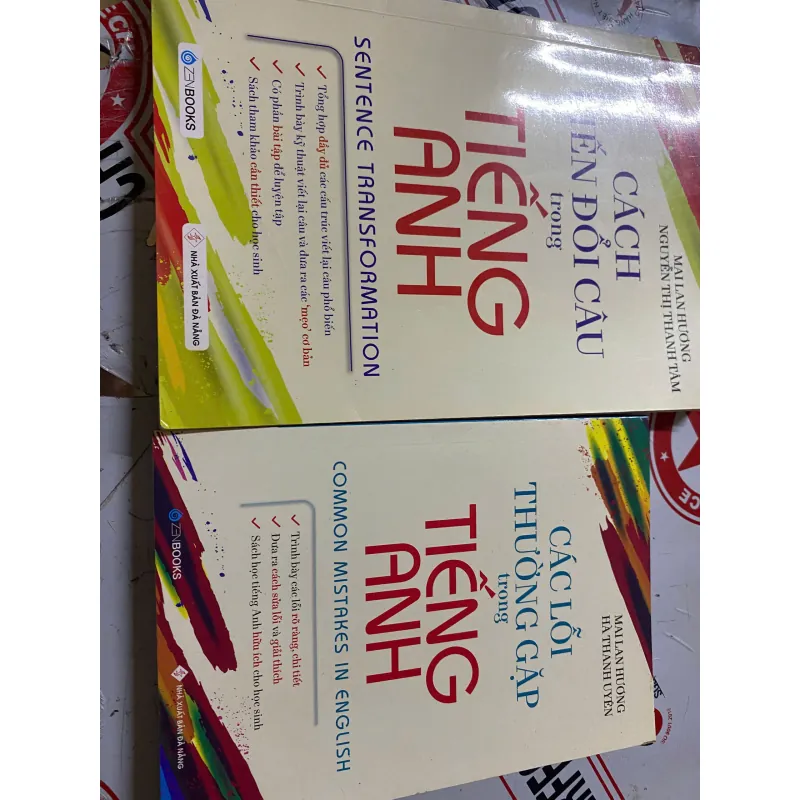 MAI LAN HƯƠNG
NGUYỄN THỊ THANH TÂM
CÁCH
BIẾN ĐỔI CÂU
trong
TIẾNG
ANH
SENTENCE TRANSFORMATION
✓ Tổng hợp đầy đủ các cấu trúc viết lại câu phổ biến
✓ Trình bày kỹ thuật viết lại câu và đưa ra các 'mẹo' cơ bản
✓ Có phần bài tập để luyện tập
✓ Sách tham khảo cần thiết cho học sinh
ZENBOOKS
NHÀ XUẤT BẢN ĐÀ NẴNG
MAI LAN HƯƠNG
HÀ THANH UYÊN
CÁC LỖI
THƯỜNG GẶP
trong
TIẾNG
ANH
COMMON MISTAKES IN ENGLISH
✓ Trình bày các lỗi rõ ràng, chi tiết
✓ Đưa ra cách sửa lỗi và giải thích
✓ Sách học tiếng Anh hữu ích cho học sinh
ZENBOOKS
NHÀ XUẤT BẢN ĐÀ NẴNG